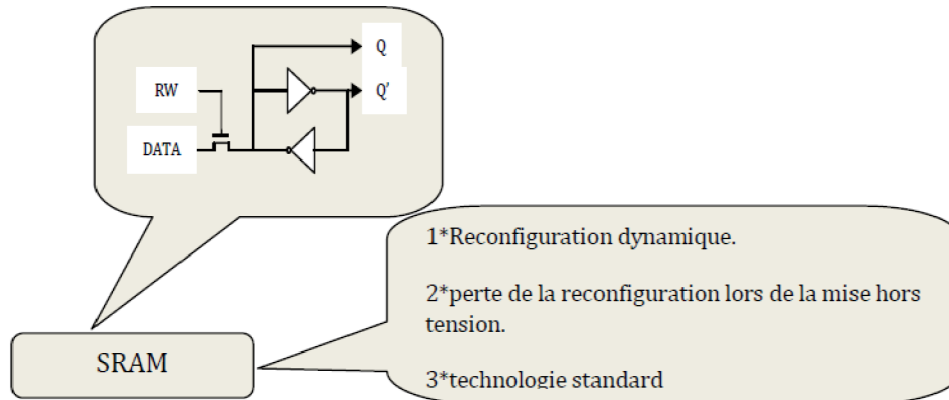 Q
RW
Q'
DATA
1*Reconfiguration dynamique.
2*perte de la reconfiguration lors de la mise hors
tension.
SRAM
3*technologie standard